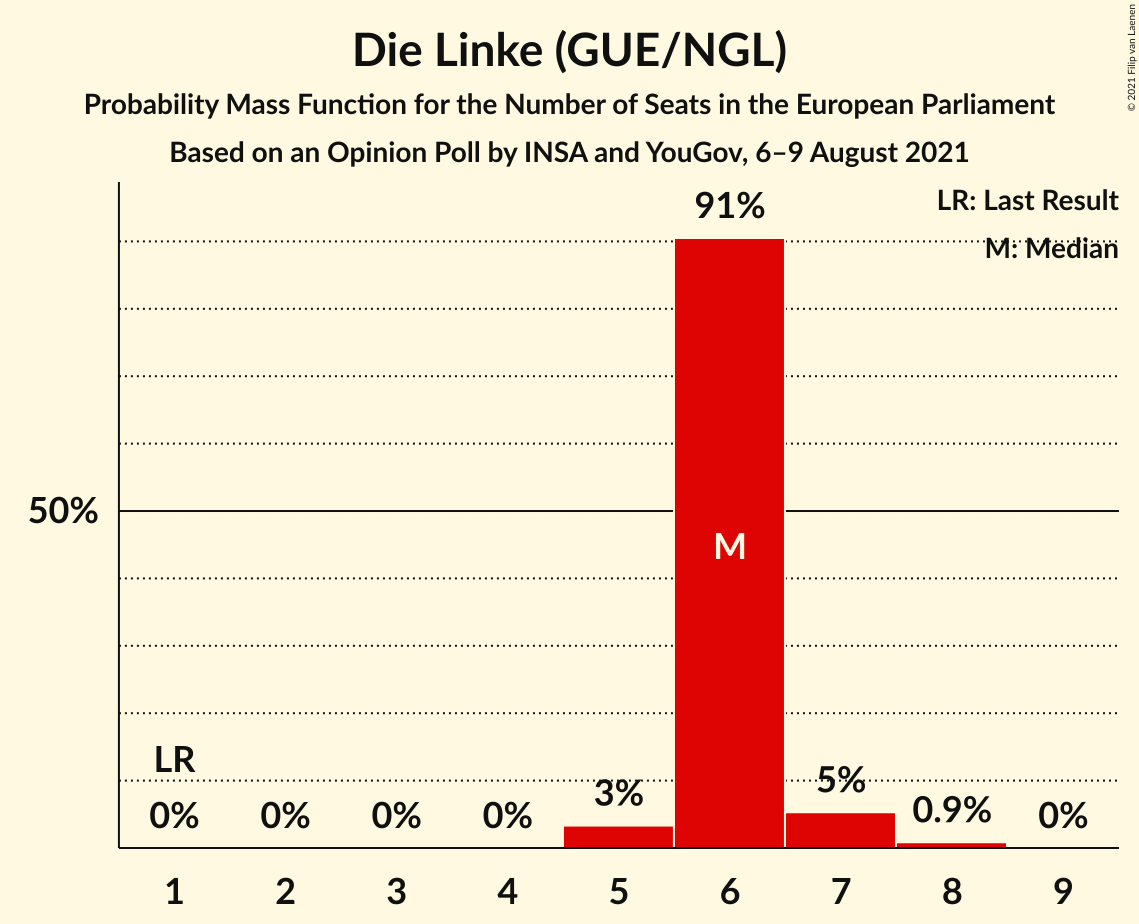 Die Linke (GUE/NGL)
Probability Mass Function for the Number of Seats in the European Parliament
Based on an Opinion Poll by INSA and YouGov, 6–9 August 2021
© 2021 Filip van Laenen
LR: Last Result
M: Median
91%
50%
M
LR
0%
0%
0%
0%
3%
5%
0.9%
0%
1 2 3 4 5 6 7 8 9